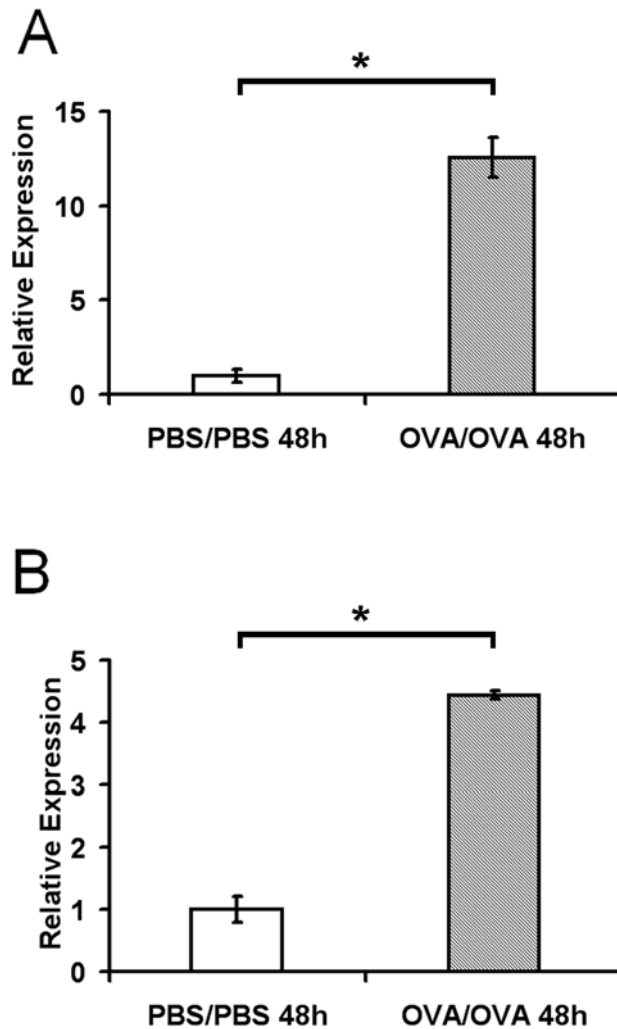 A
*
Relative Expression
15
10
5
0
PBS/PBS 48h OVA/OVA 48h
B
*
Relative Expression
5
4
3
2
1
0
PBS/PBS 48h OVA/OVA 48h